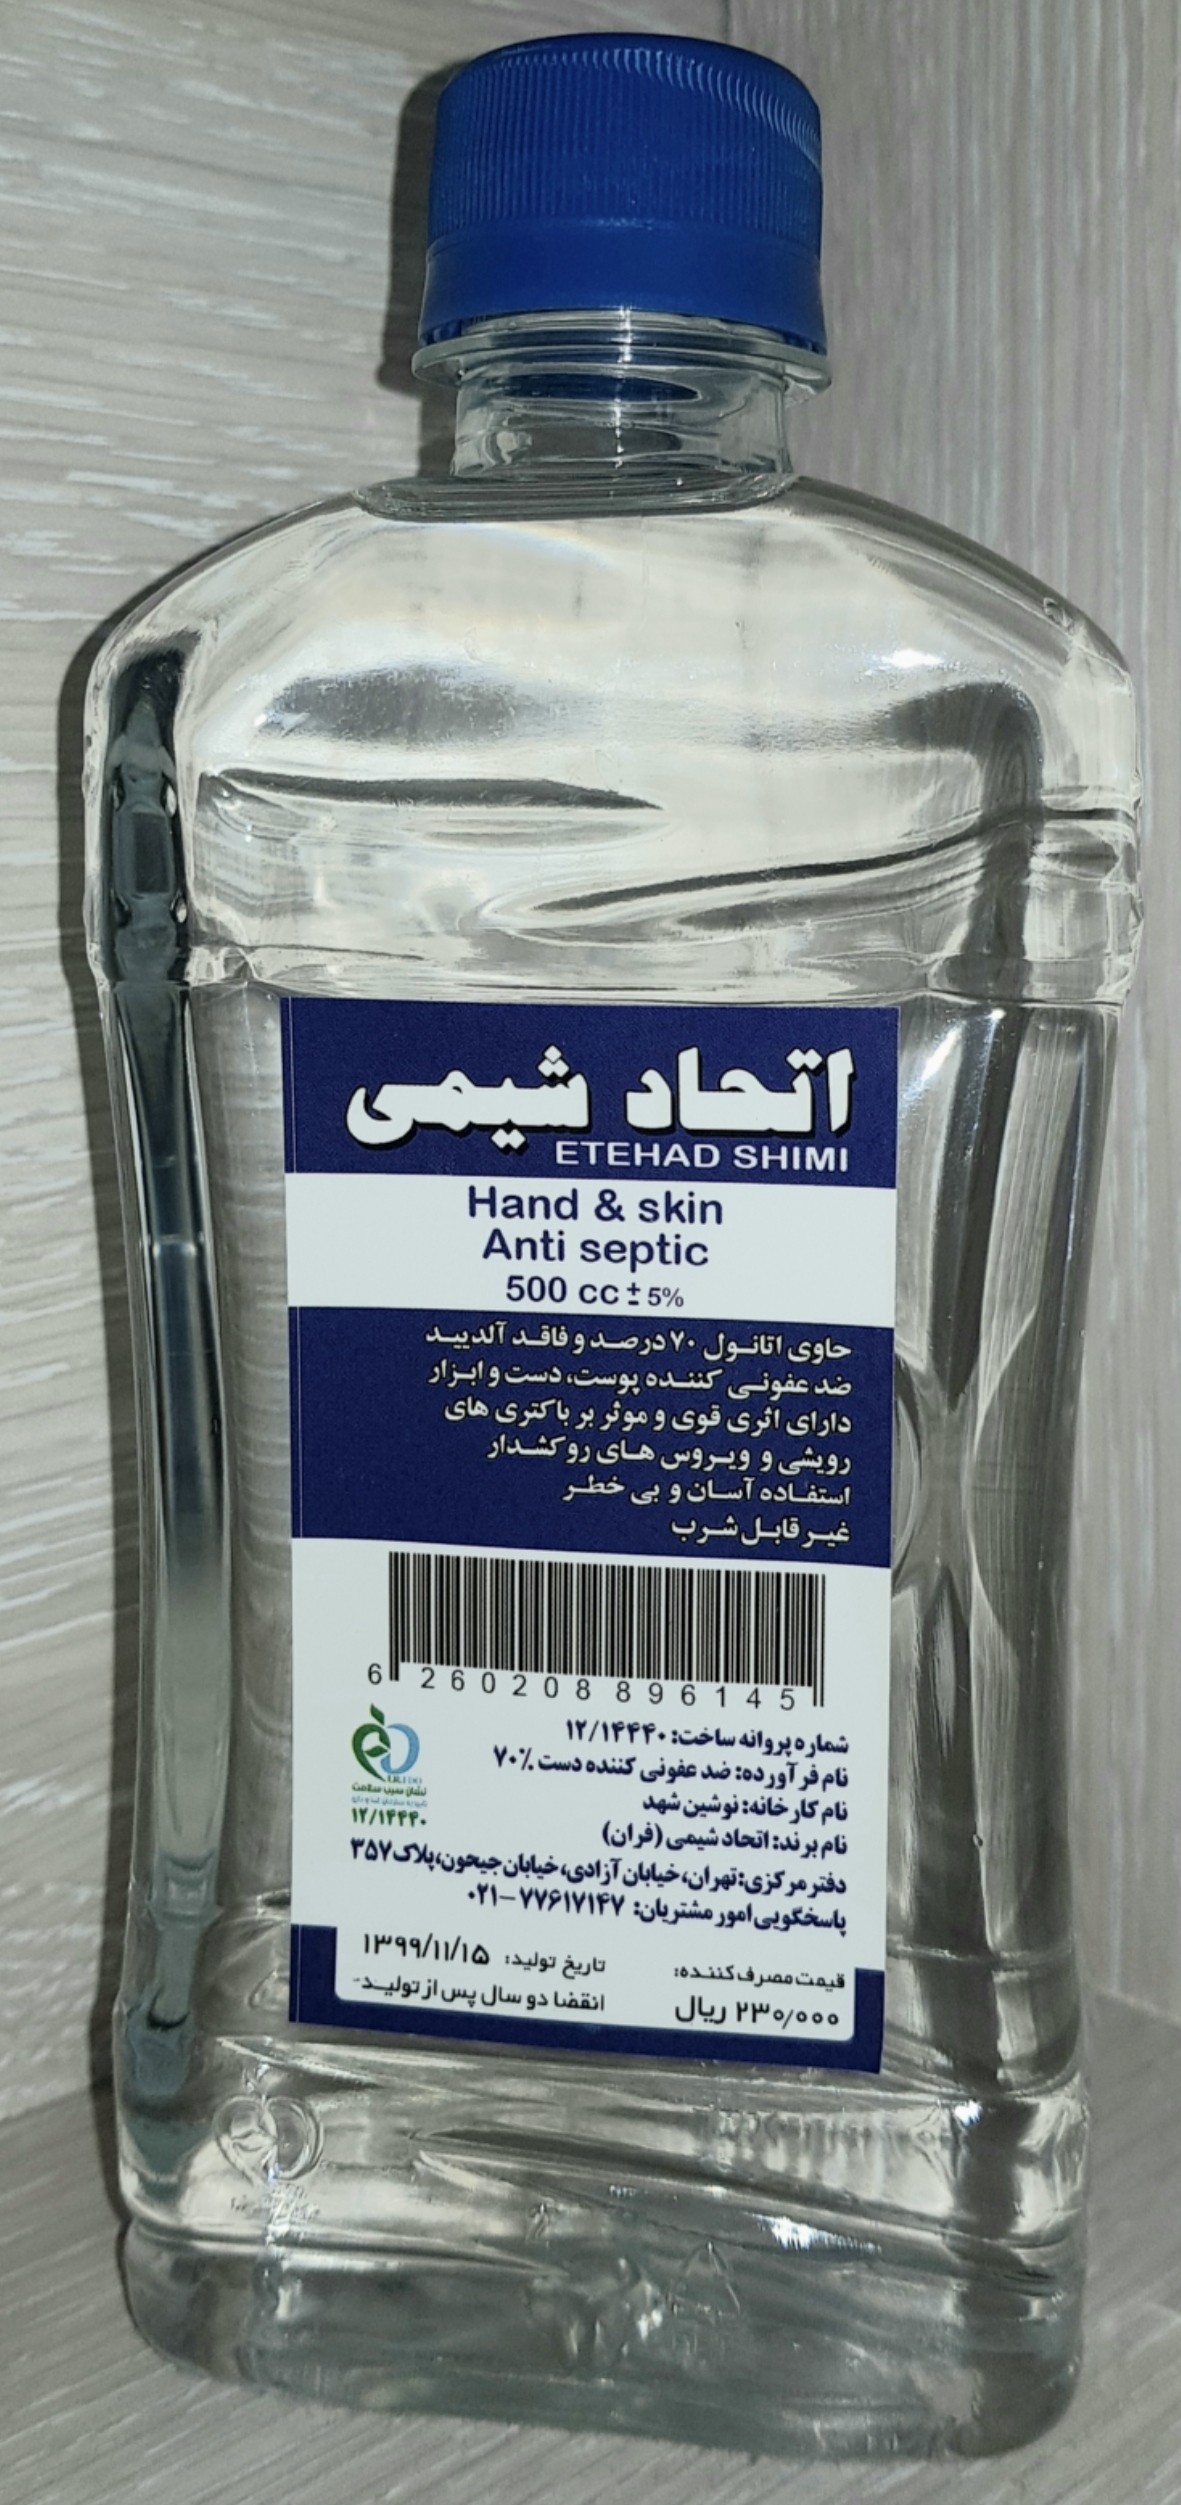 اتحاد شیمی
ETEHAD SHIMI
Hand & skin
Anti septic
500 cc ± 5%
حاوی اتانول ۷۰ درصد و فاقد آلدیید
ضد عفونی کننده پوست، دست و ابزار
دارای اثری قوی و موثر بر باکتری های
رویشی و ویروس های روکشدار
استفاده آسان و بی خطر
غیر قابل شرب
6 260208 896145
شماره پروانه ساخت: ۱۲/۱۴۴۴۰
نام فرآورده: ضد عفونی کننده دست ۷۰٪
نام کارخانه: نوشین شهد
نام برند: اتحاد شیمی (فران)
دفتر مرکزی: تهران، خیابان آزادی، خیابان جیحون، پلاک ۳۵۷
پاسخگویی امور مشتریان: ۷۷۶۱۷۱۴۷-۰۲۱
نشان سیب سلامت
۱۲/۱۴۴۴۰
قیمت مصرف کننده:
۲۳۰٫۰۰۰ ریال
تاریخ تولید: ۱۳۹۹/۱۱/۱۵
انقضا دو سال پس از تولید